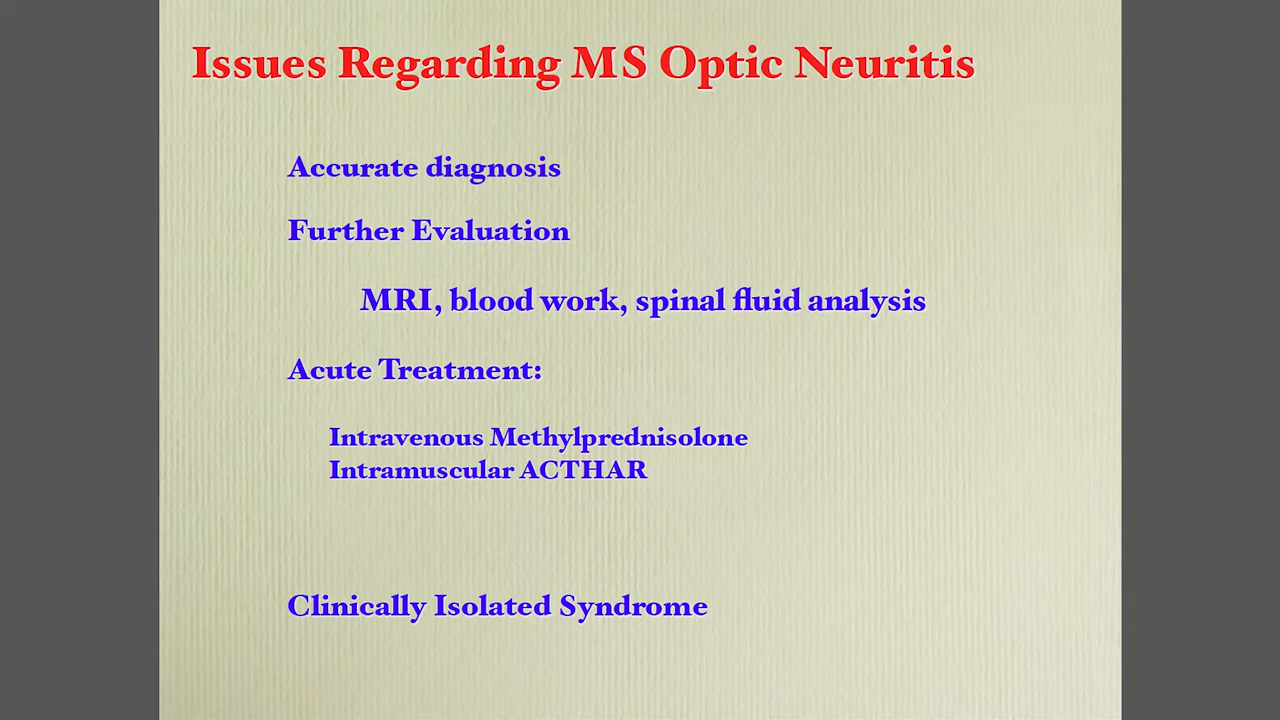 Issues Regarding MS Optic Neuritis
Accurate diagnosis
Further Evaluation
MRI, blood work, spinal fluid analysis
Acute Treatment:
Intravenous Methylprednisolone
Intramuscular ACTHAR
Clinically Isolated Syndrome